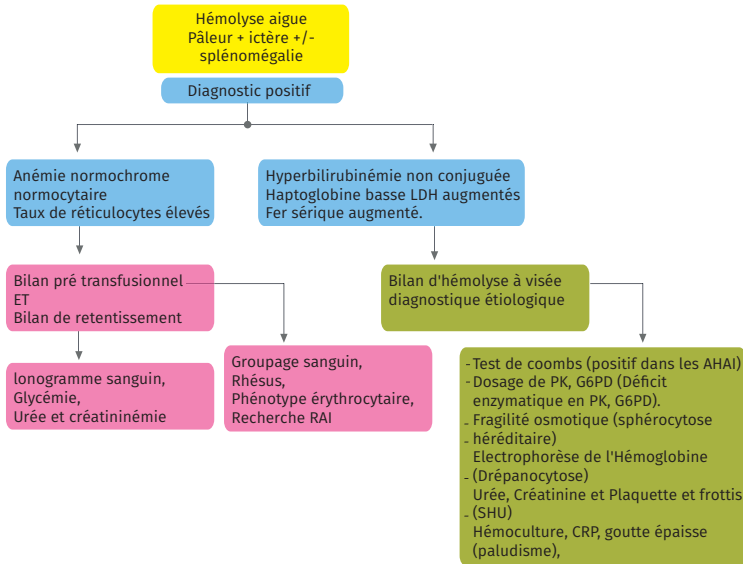 Hémolyse aigue
Pâleur + ictère +/-
splénomégalie
Diagnostic positif
Anémie normochrome
normocytaire
Taux de réticulocytes élevés
Hyperbilirubinémie non conjuguée
Haptoglobine basse LDH augmentés
Fer sérique augmenté.
Bilan pré transfusionnel
ET
Bilan de retentissement
Bilan d'hémolyse à visée
diagnostique étiologique
Ionogramme sanguin,
Glycémie,
Urée et créatininémie
Groupage sanguin,
Rhésus,
Phénotype érythrocytaire,
Recherche RAI
- Test de coombs (positif dans les AHAI)
- Dosage de PK, G6PD (Déficit
enzymatique en PK, G6PD).
- Fragilité osmotique (sphérocytose
- héréditaire)
Electrophorèse de l'Hémoglobine
- (Drépanocytose)
Urée, Créatinine et Plaquette et frottis
- (SHU)
Hémoculture, CRP, goutte épaisse
(paludisme),